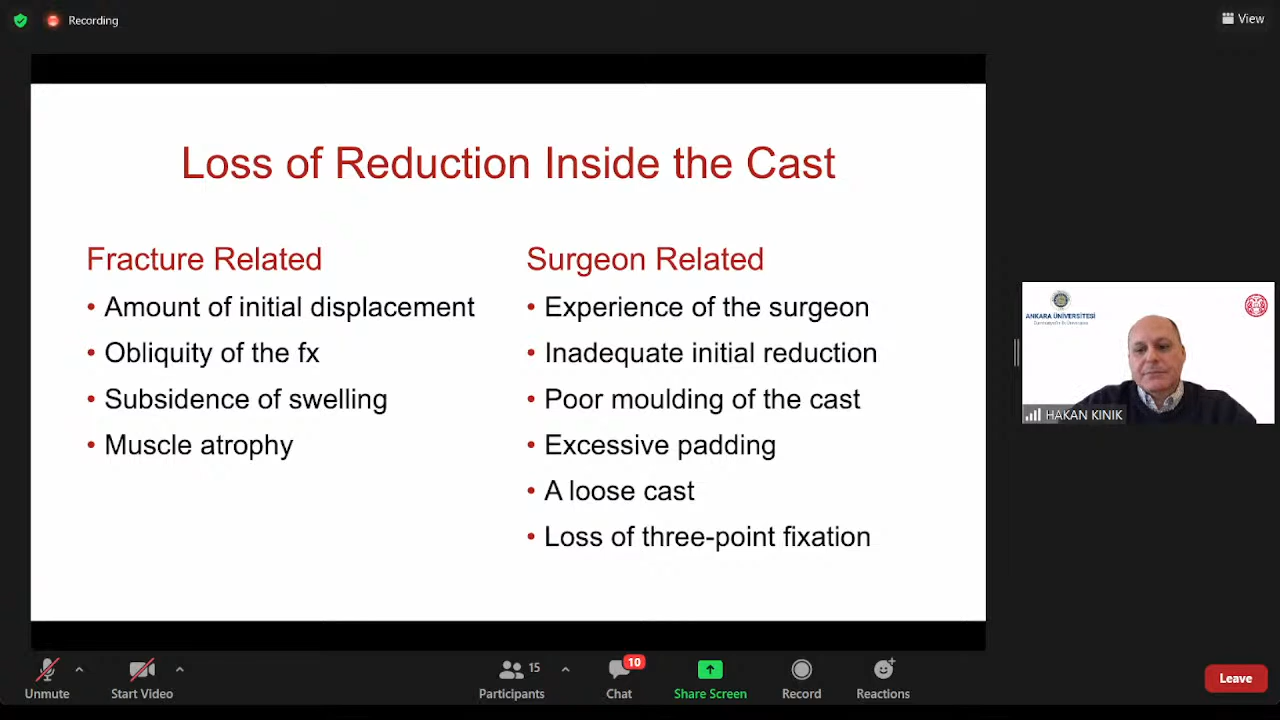 Recording
View
Loss of Reduction Inside the Cast
Fracture Related
• Amount of initial displacement
• Obliquity of the fx
• Subsidence of swelling
• Muscle atrophy
Surgeon Related
• Experience of the surgeon
• Inadequate initial reduction
• Poor moulding of the cast
• Excessive padding
• A loose cast
• Loss of three-point fixation
ANKARA ÜNİVERSİTESİ
HAKAN KINIK
Unmute
Start Video
15
Participants
10
Chat
Share Screen
Record
Reactions
Leave